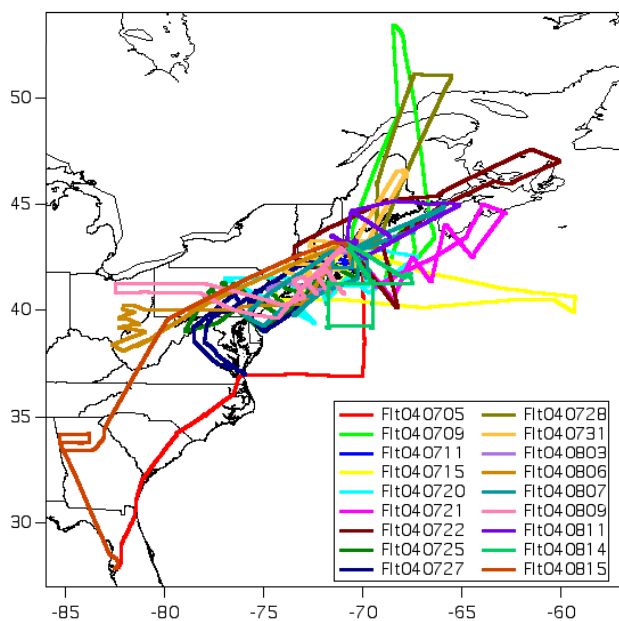 50
45
40
35
30
Flt040705 Flt040728
Flt040709 Flt040731
Flt040711 Flt040803
Flt040715 Flt040806
Flt040720 Flt040807
Flt040721 Flt040809
Flt040722 Flt040811
Flt040725 Flt040814
Flt040727 Flt040815
-85 -80 -75 -70 -65 -60